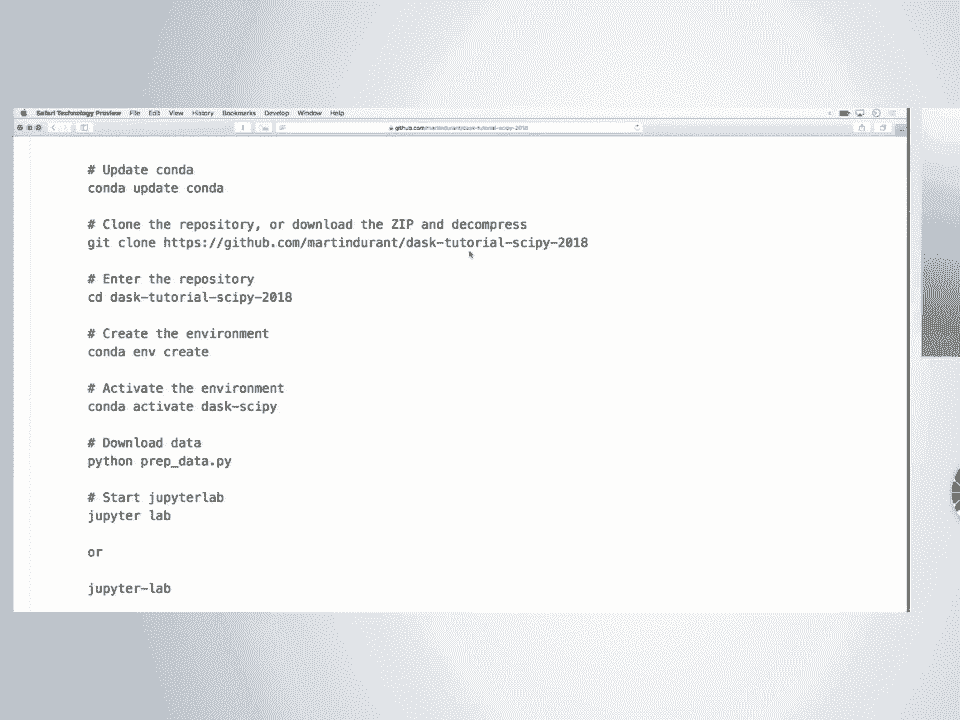 Safari Technology Preview File Edit View History Bookmarks Develop Window Help
github.com/martindurant/dask-tutorial-scipy-2018
# Update conda
conda update conda
# Clone the repository, or download the ZIP and decompress
git clone https://github.com/martindurant/dask-tutorial-scipy-2018
# Enter the repository
cd dask-tutorial-scipy-2018
# Create the environment
conda env create
# Activate the environment
conda activate dask-scipy
# Download data
python prep_data.py
# Start jupyterlab
jupyter lab
or
jupyter-lab